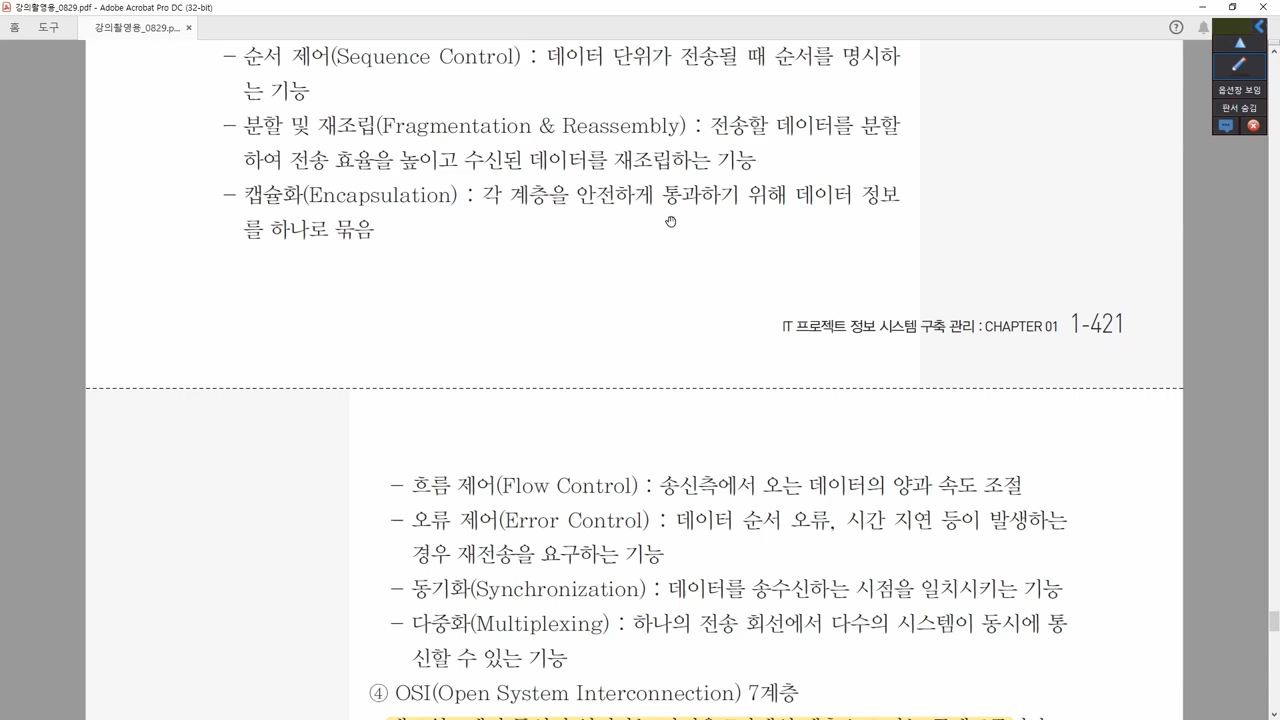 강의촬영용_0829.pdf - Adobe Acrobat Pro DC (32-bit)
홈 도구 강의촬영용_0829.p... ×
옵션창 보임
판서 숨김
– 순서 제어(Sequence Control) : 데이터 단위가 전송될 때 순서를 명시하
는 기능
– 분할 및 재조립(Fragmentation & Reassembly) : 전송할 데이터를 분할
하여 전송 효율을 높이고 수신된 데이터를 재조립하는 기능
– 캡슐화(Encapsulation) : 각 계층을 안전하게 통과하기 위해 데이터 정보
를 하나로 묶음
IT 프로젝트 정보 시스템 구축 관리 : CHAPTER 01 1-421
– 흐름 제어(Flow Control) : 송신측에서 오는 데이터의 양과 속도 조절
– 오류 제어(Error Control) : 데이터 순서 오류, 시간 지연 등이 발생하는
경우 재전송을 요구하는 기능
– 동기화(Synchronization) : 데이터를 송수신하는 시점을 일치시키는 기능
– 다중화(Multiplexing) : 하나의 전송 회선에서 다수의 시스템이 동시에 통
신할 수 있는 기능
④ OSI(Open System Interconnection) 7계층